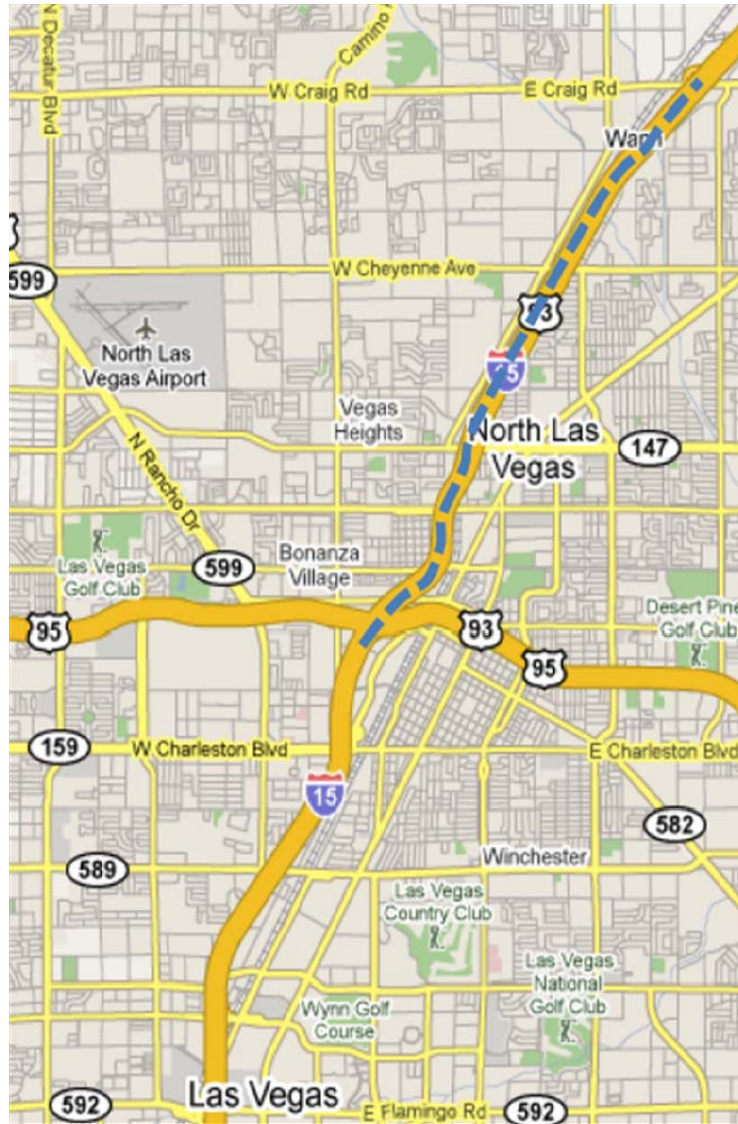 N Decatur Blvd
Camino
W Craig Rd
E Craig Rd
Wann
W Cheyenne Ave
599
93
North Las
Vegas Airport
15
Vegas
Heights
North Las
Vegas
147
N Rancho Dr
Las Vegas
Golf Club
599
Bonanza
Village
95
93
Desert Pine
Golf Club
95
159
W Charleston Blvd
E Charleston Blvd
15
582
589
Winchester
Las Vegas
Country Club
Las Vegas
National
Golf Club
Wynn Golf
Course
Las Vegas
592
E Flamingo Rd
592